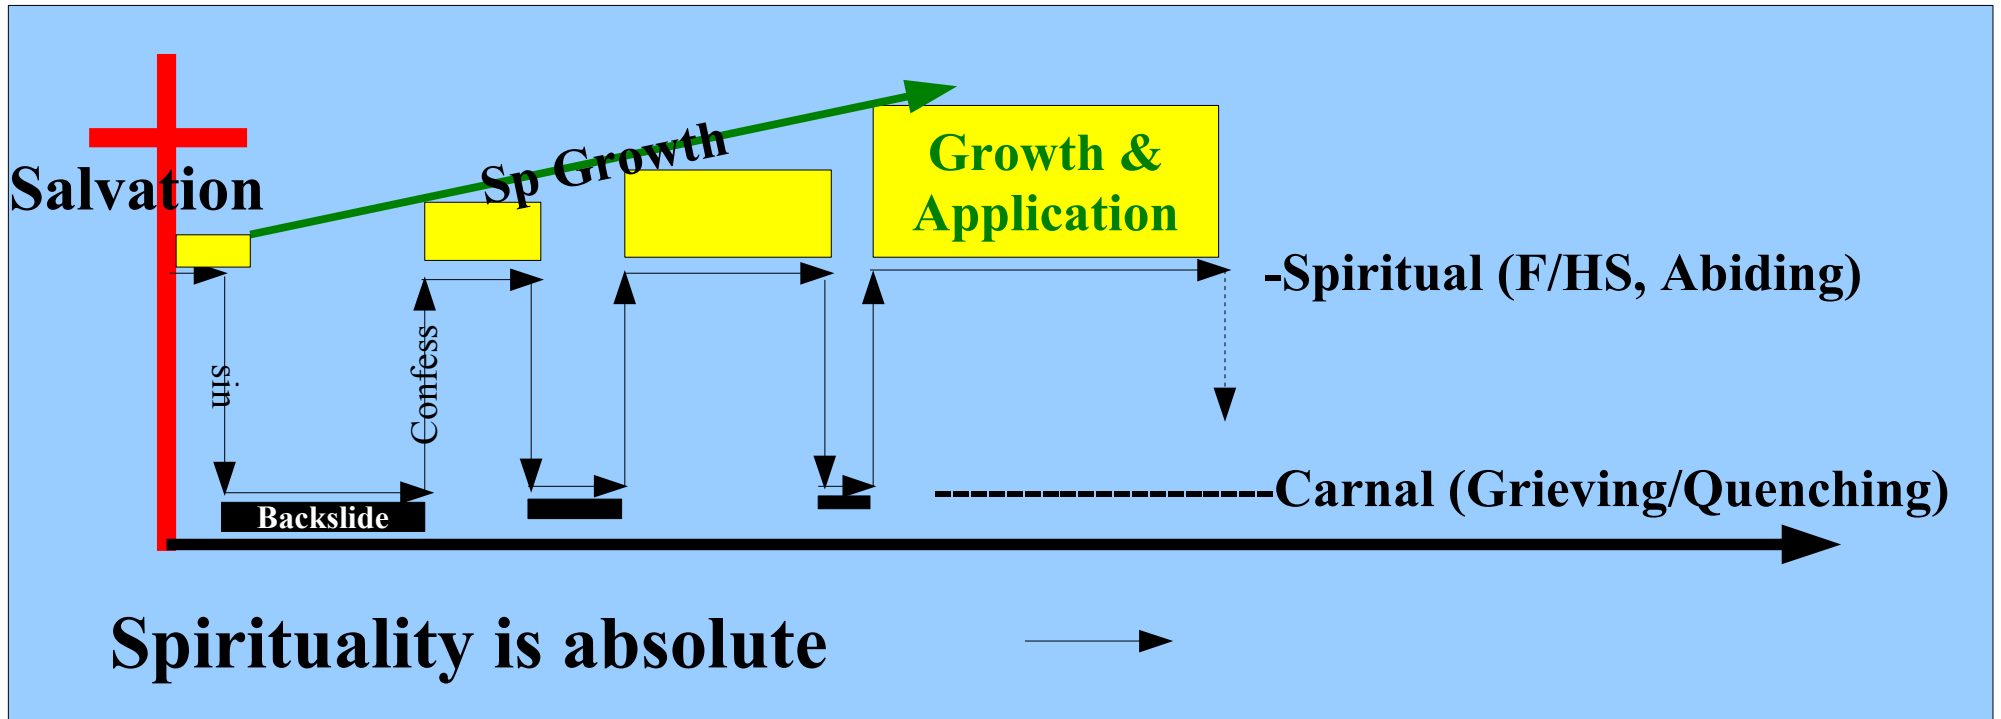 Salvation
Sp Growth
Growth &
Application
-Spiritual (F/HS, Abiding)
sin
Confess
-------------------Carnal (Grieving/Quenching)
Backslide
Spirituality is absolute